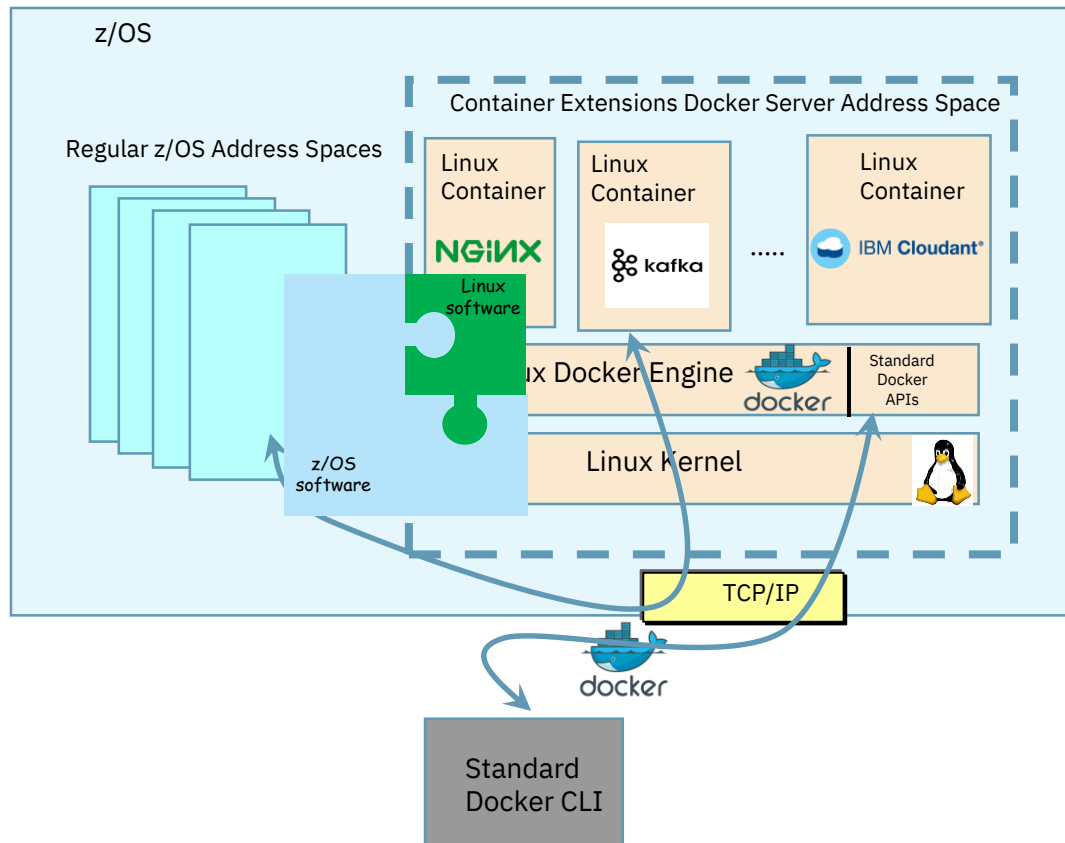 z/OS
Container Extensions Docker Server Address Space
Regular z/OS Address Spaces
Linux
Container
NGiNX
Linux
Container
kafka
.....
Linux
Container
IBM Cloudant®
Linux
software
z/OS
software
ux Docker Engine
docker
Standard
Docker
APIs
Linux Kernel
TCP/IP
docker
Standard
Docker CLI